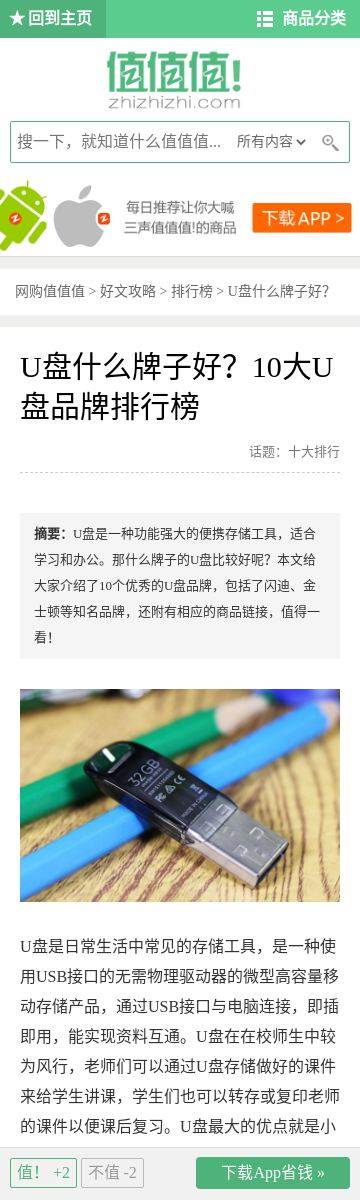 ★回到主页
商品分类
值值值!
zhizhizhi.com
搜一下，就知道什么值值值... 所有内容
每日推荐让你大喊
三声值值值!的商品
下载APP >
网购值值值 > 好文攻略 > 排行榜 > U盘什么牌子好？
U盘什么牌子好？10大U
盘品牌排行榜
话题：十大排行
摘要：U盘是一种功能强大的便携存储工具，适合
学习和办公。那什么牌子的U盘比较好呢？本文给
大家介绍了10个优秀的U盘品牌，包括了闪迪、金
士顿等知名品牌，还附有相应的商品链接，值得一
看！
32GB
U盘是日常生活中常见的存储工具，是一种使
用USB接口的无需物理驱动器的微型高容量移
动存储产品，通过USB接口与电脑连接，即插
即用，能实现资料互通。U盘在在校师生中较
为风行，老师们可以通过U盘存储做好的课件
来给学生讲课，学生们也可以转存或复印老师
的课件以便课后复习。U盘最大的优点就是小
值！ +2
不值 -2
下载App省钱 »